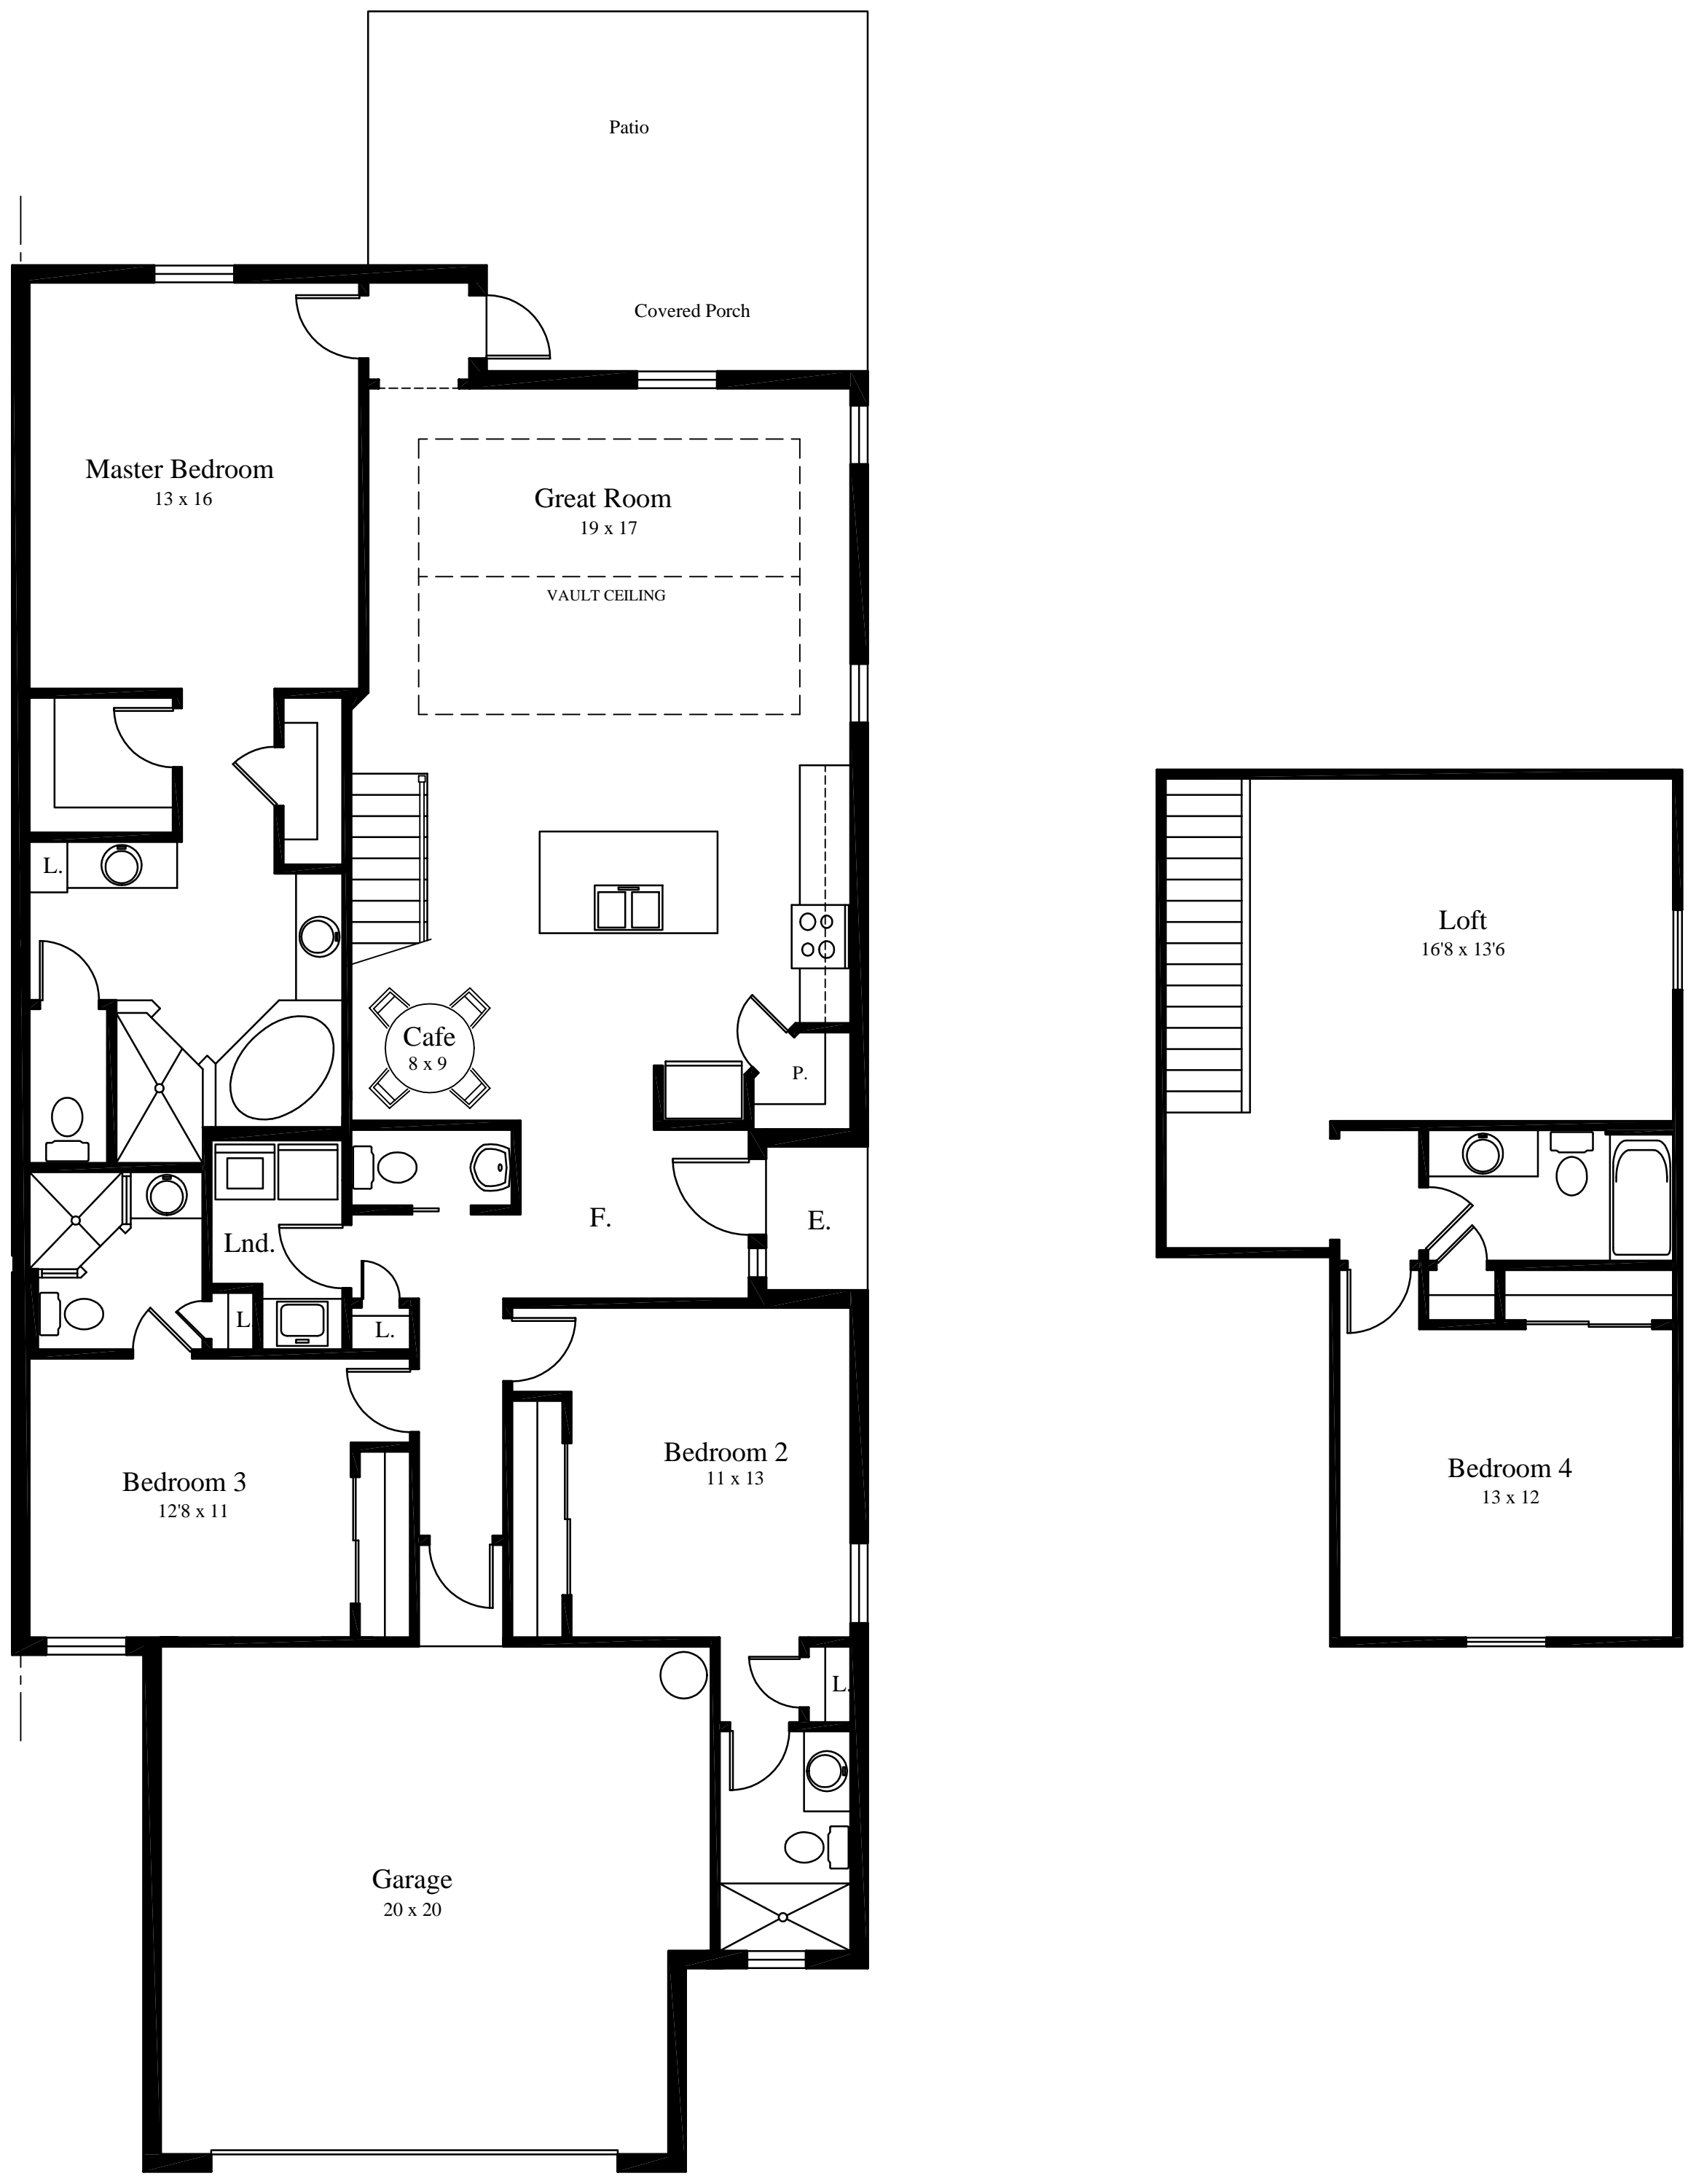 Patio
Covered Porch
Master Bedroom
13 x 16
Great Room
19 x 17
VAULT CEILING
L.
Cafe
8 x 9
P.
Lnd.
F.
E.
L
L.
Bedroom 3
12'8 x 11
Bedroom 2
11 x 13
L.
Garage
20 x 20
Loft
16'8 x 13'6
Bedroom 4
13 x 12